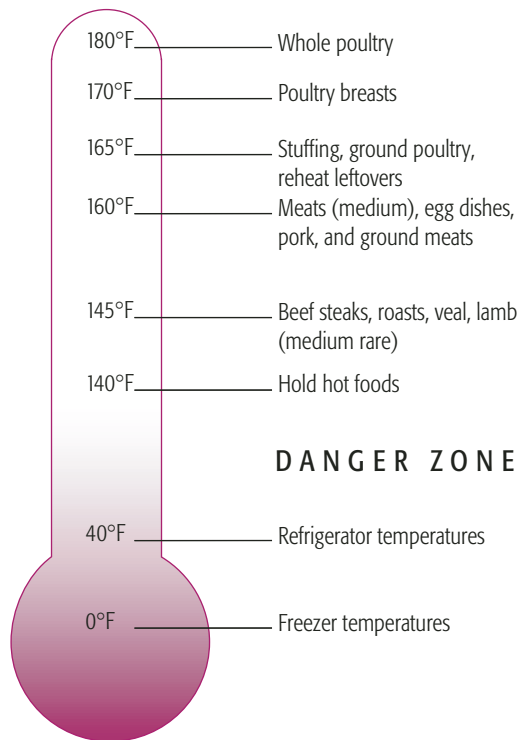 180°F Whole poultry
170°F Poultry breasts
165°F Stuffing, ground poultry,
reheat leftovers
160°F Meats (medium), egg dishes,
pork, and ground meats
145°F Beef steaks, roasts, veal, lamb
(medium rare)
140°F Hold hot foods
DANGER ZONE
40°F Refrigerator temperatures
0°F Freezer temperatures